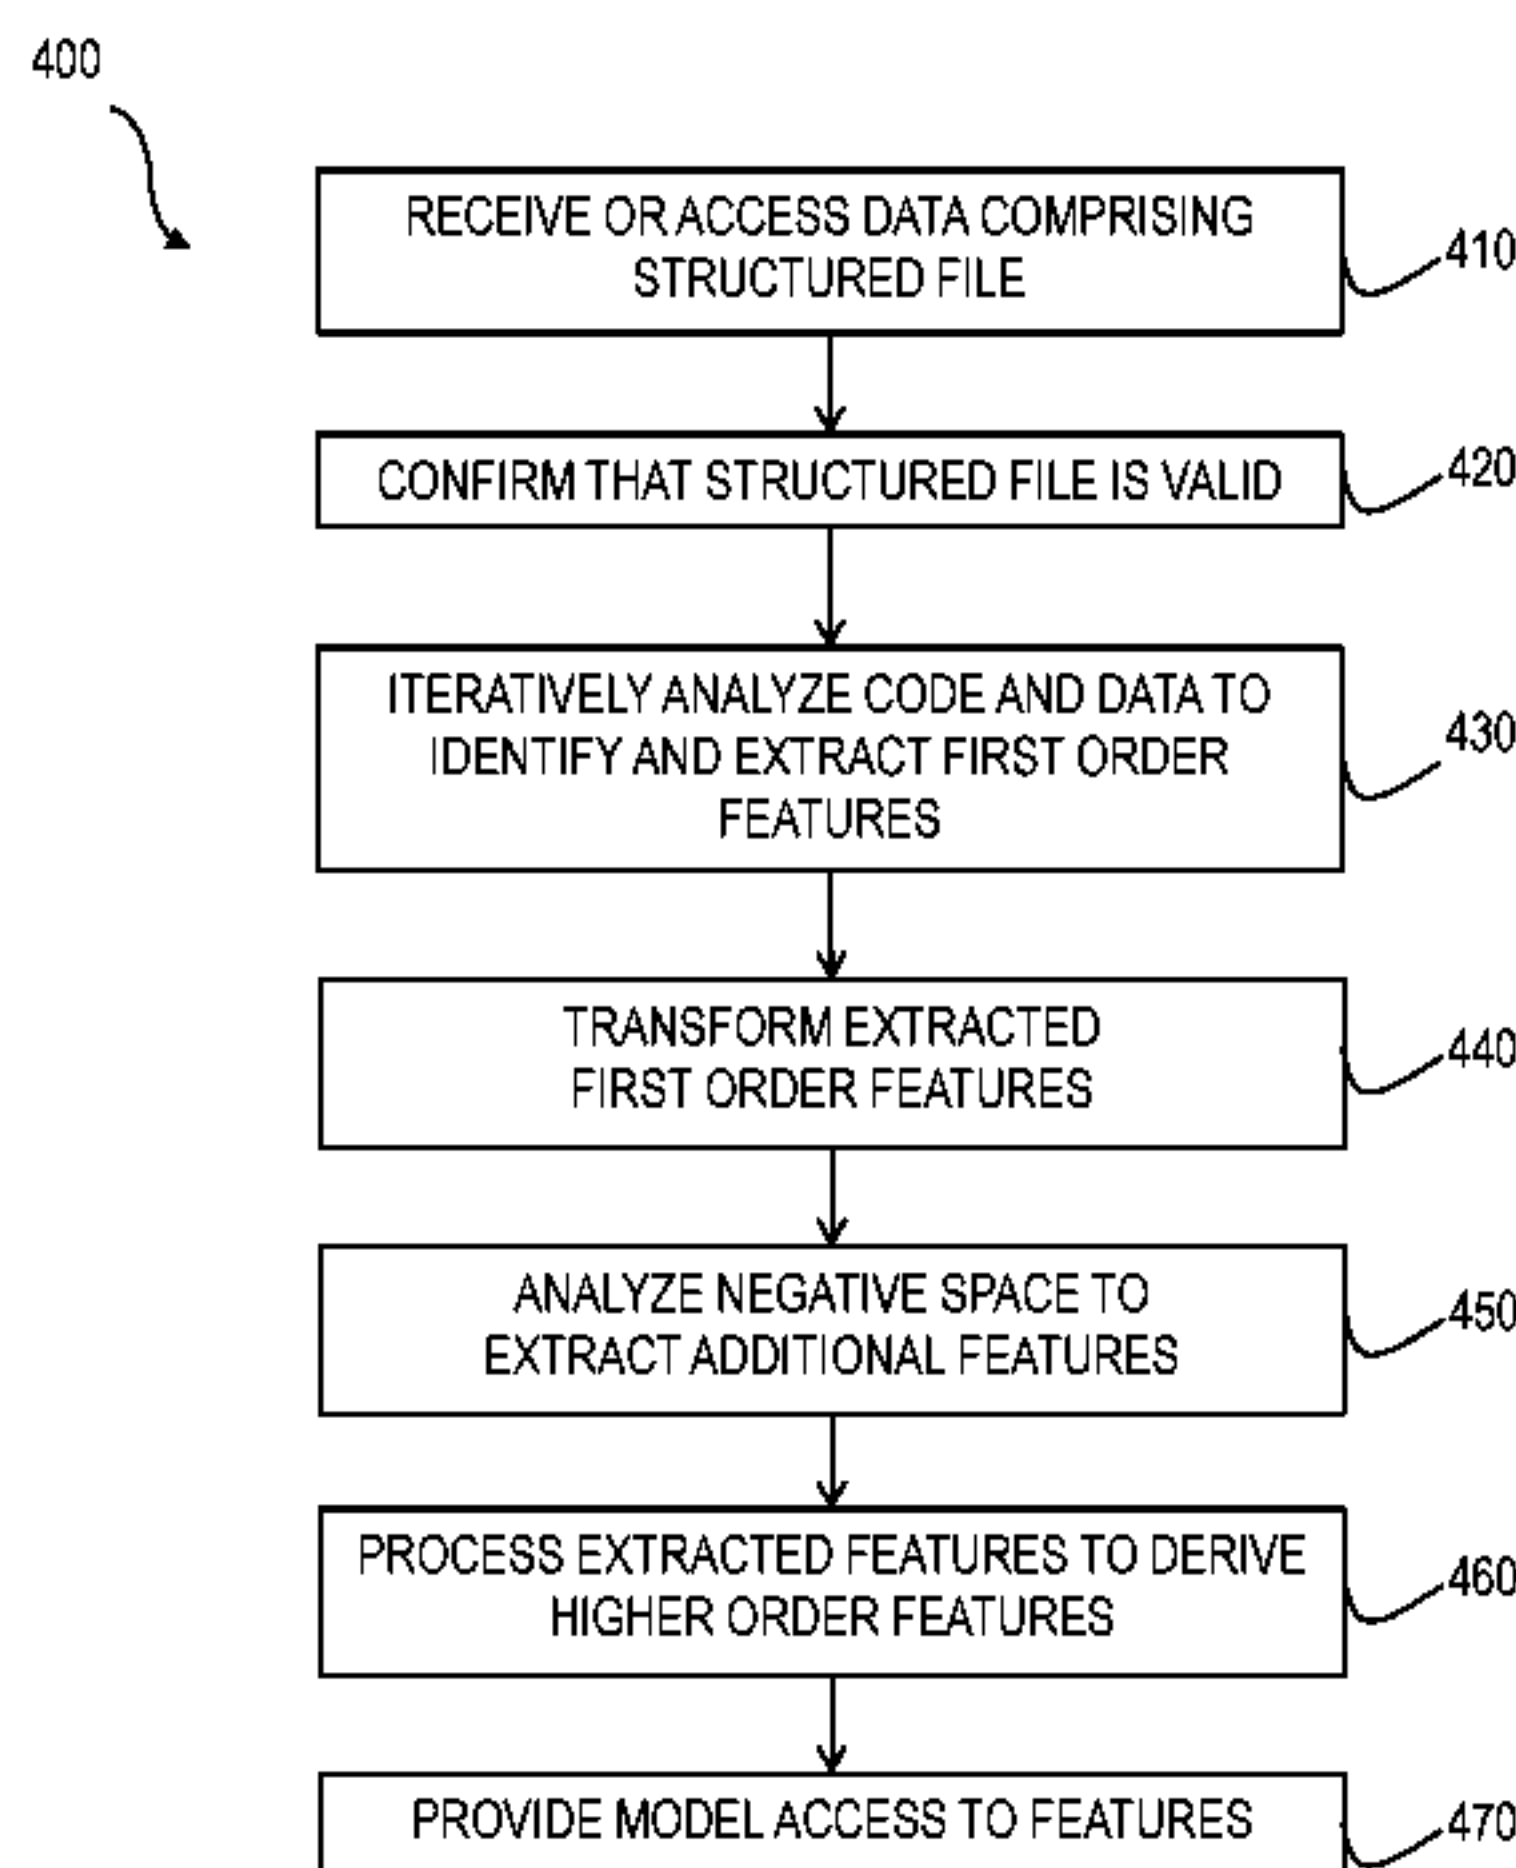 400
RECEIVE OR ACCESS DATA COMPRISING
STRUCTURED FILE
410
CONFIRM THAT STRUCTURED FILE IS VALID
420
ITERATIVELY ANALYZE CODE AND DATA TO
IDENTIFY AND EXTRACT FIRST ORDER
FEATURES
430
TRANSFORM EXTRACTED
FIRST ORDER FEATURES
440
ANALYZE NEGATIVE SPACE TO
EXTRACT ADDITIONAL FEATURES
450
PROCESS EXTRACTED FEATURES TO DERIVE
HIGHER ORDER FEATURES
460
PROVIDE MODEL ACCESS TO FEATURES
470